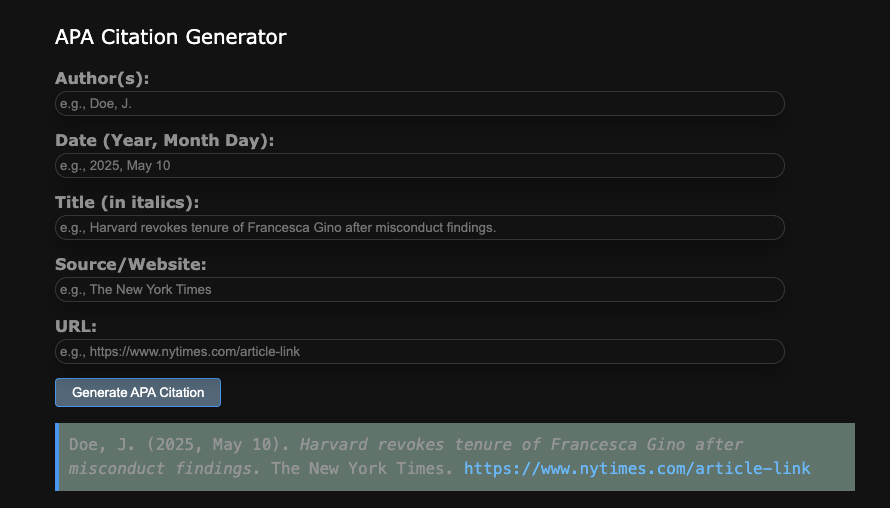 APA Citation Generator
Author(s):
e.g., Doe, J.
Date (Year, Month Day):
e.g., 2025, May 10
Title (in italics):
e.g., Harvard revokes tenure of Francesca Gino after misconduct findings.
Source/Website:
e.g., The New York Times
URL:
e.g., https://www.nytimes.com/article-link
Generate APA Citation
Doe, J. (2025, May 10). Harvard revokes tenure of Francesca Gino after
misconduct findings. The New York Times. https://www.nytimes.com/article-link